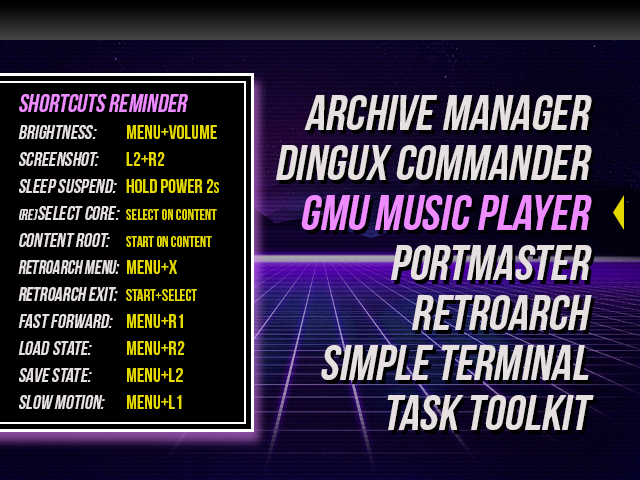 SHORTCUTS REMINDER
BRIGHTNESS: MENU+VOLUME
SCREENSHOT: L2+R2
SLEEP SUSPEND: HOLD POWER 2s
(RE)SELECT CORE: SELECT ON CONTENT
CONTENT ROOT: START ON CONTENT
RETROARCH MENU: MENU+X
RETROARCH EXIT: START+SELECT
FAST FORWARD: MENU+R1
LOAD STATE: MENU+R2
SAVE STATE: MENU+L2
SLOW MOTION: MENU+L1
ARCHIVE MANAGER
DINGUX COMMANDER
GMU MUSIC PLAYER
PORTMASTER
RETROARCH
SIMPLE TERMINAL
TASK TOOLKIT